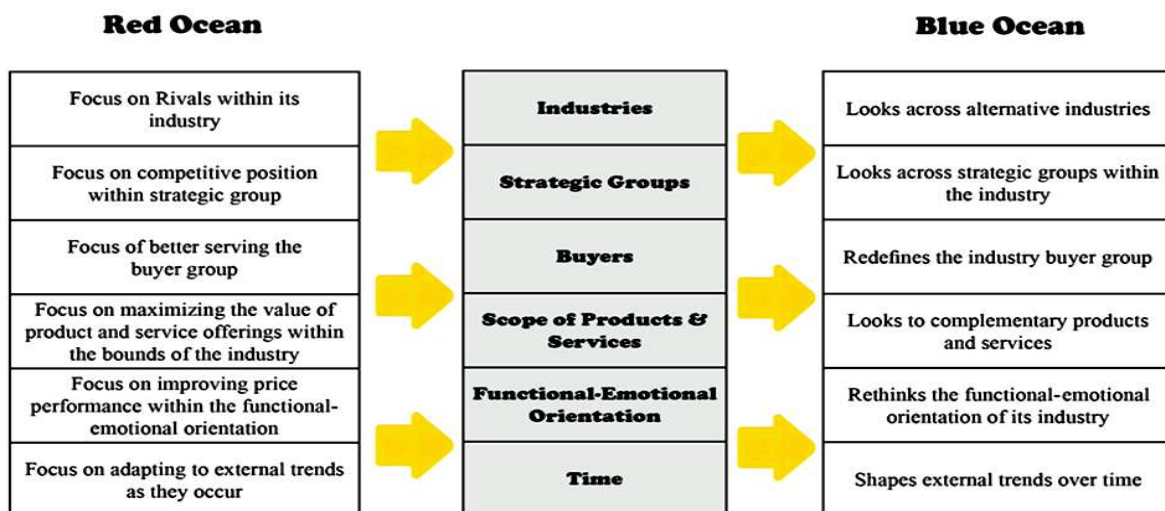 Red Ocean
Blue Ocean
Focus on Rivals within its
industry
Industries
Looks across alternative industries
Focus on competitive position
within strategic group
Strategic Groups
Looks across strategic groups within
the industry
Focus of better serving the
buyer group
Buyers
Redefines the industry buyer group
Focus on maximizing the value of
product and service offerings within
the bounds of the industry
Scope of Products &
Services
Looks to complementary products
and services
Focus on improving price
performance within the functional-
emotional orientation
Functional-Emotional
Orientation
Rethinks the functional-emotional
orientation of its industry
Focus on adapting to external trends
as they occur
Time
Shapes external trends over time